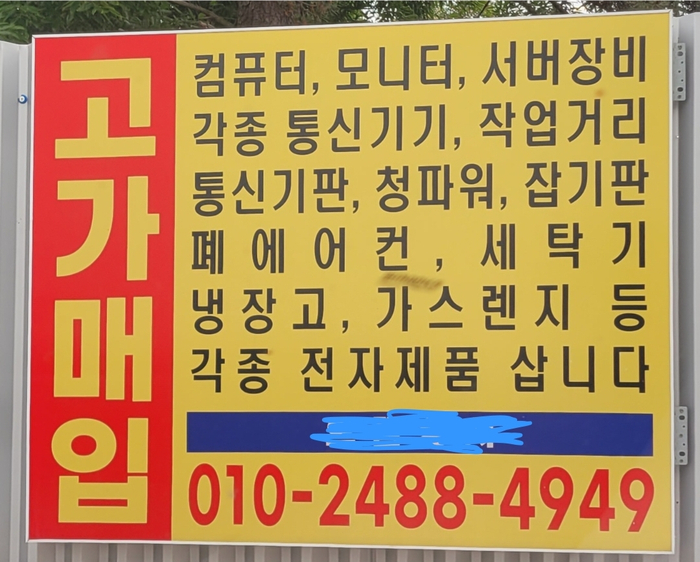 고가매입
컴퓨터, 모니터, 서버장비
각종 통신기기, 작업거리
통신기판, 청파워, 잡기판
폐에어컨, 세탁기
냉장고, 가스렌지 등
각종 전자제품 삽니다
010-2488-4949